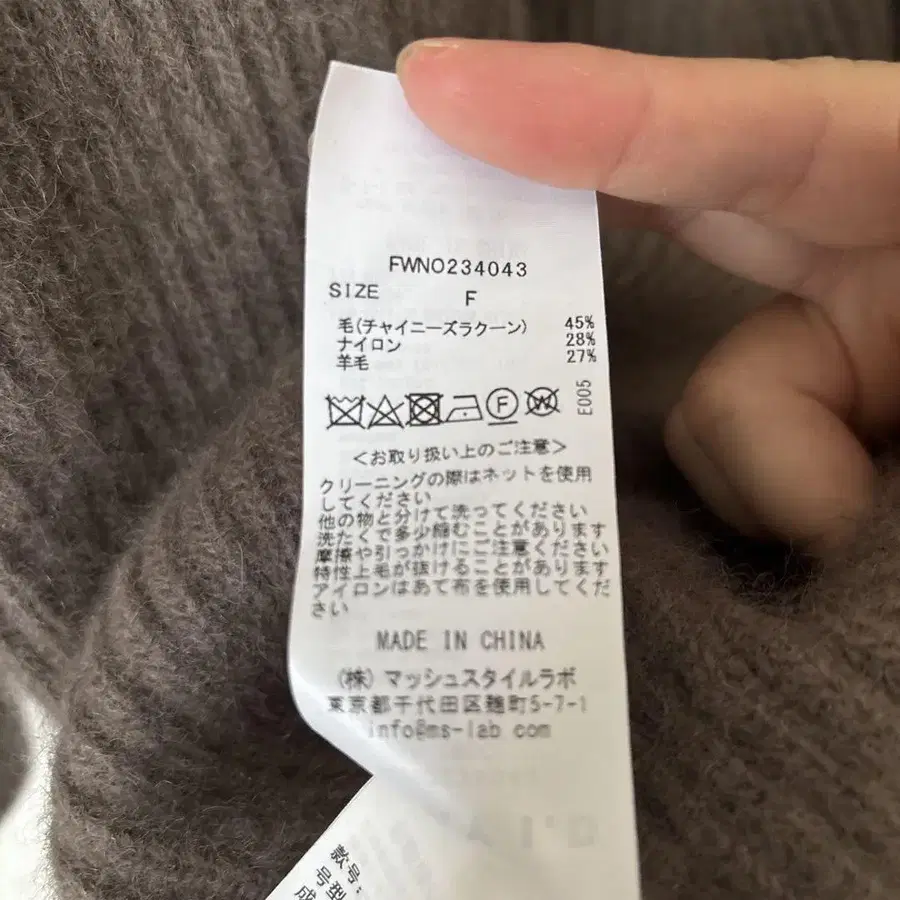 FWNO234043
SIZE F
毛(チャイニーズラクーン) 45%
ナイロン 28%
羊毛 27%
E005
F
W
<お取り扱い上のご注意>
クリーニングの際はネットを使用
してください
他の物と分けて洗ってください
洗たくで多少縮むことがあります
摩擦や引っかけにご注意ください
特性上毛が抜けることがあります
アイロンはあて布を使用してくだ
さい
MADE IN CHINA
(株)マッシュスタイルラボ
東京都千代田区麹町5-7-1
info@ms-lab.com
款号:
号型
成